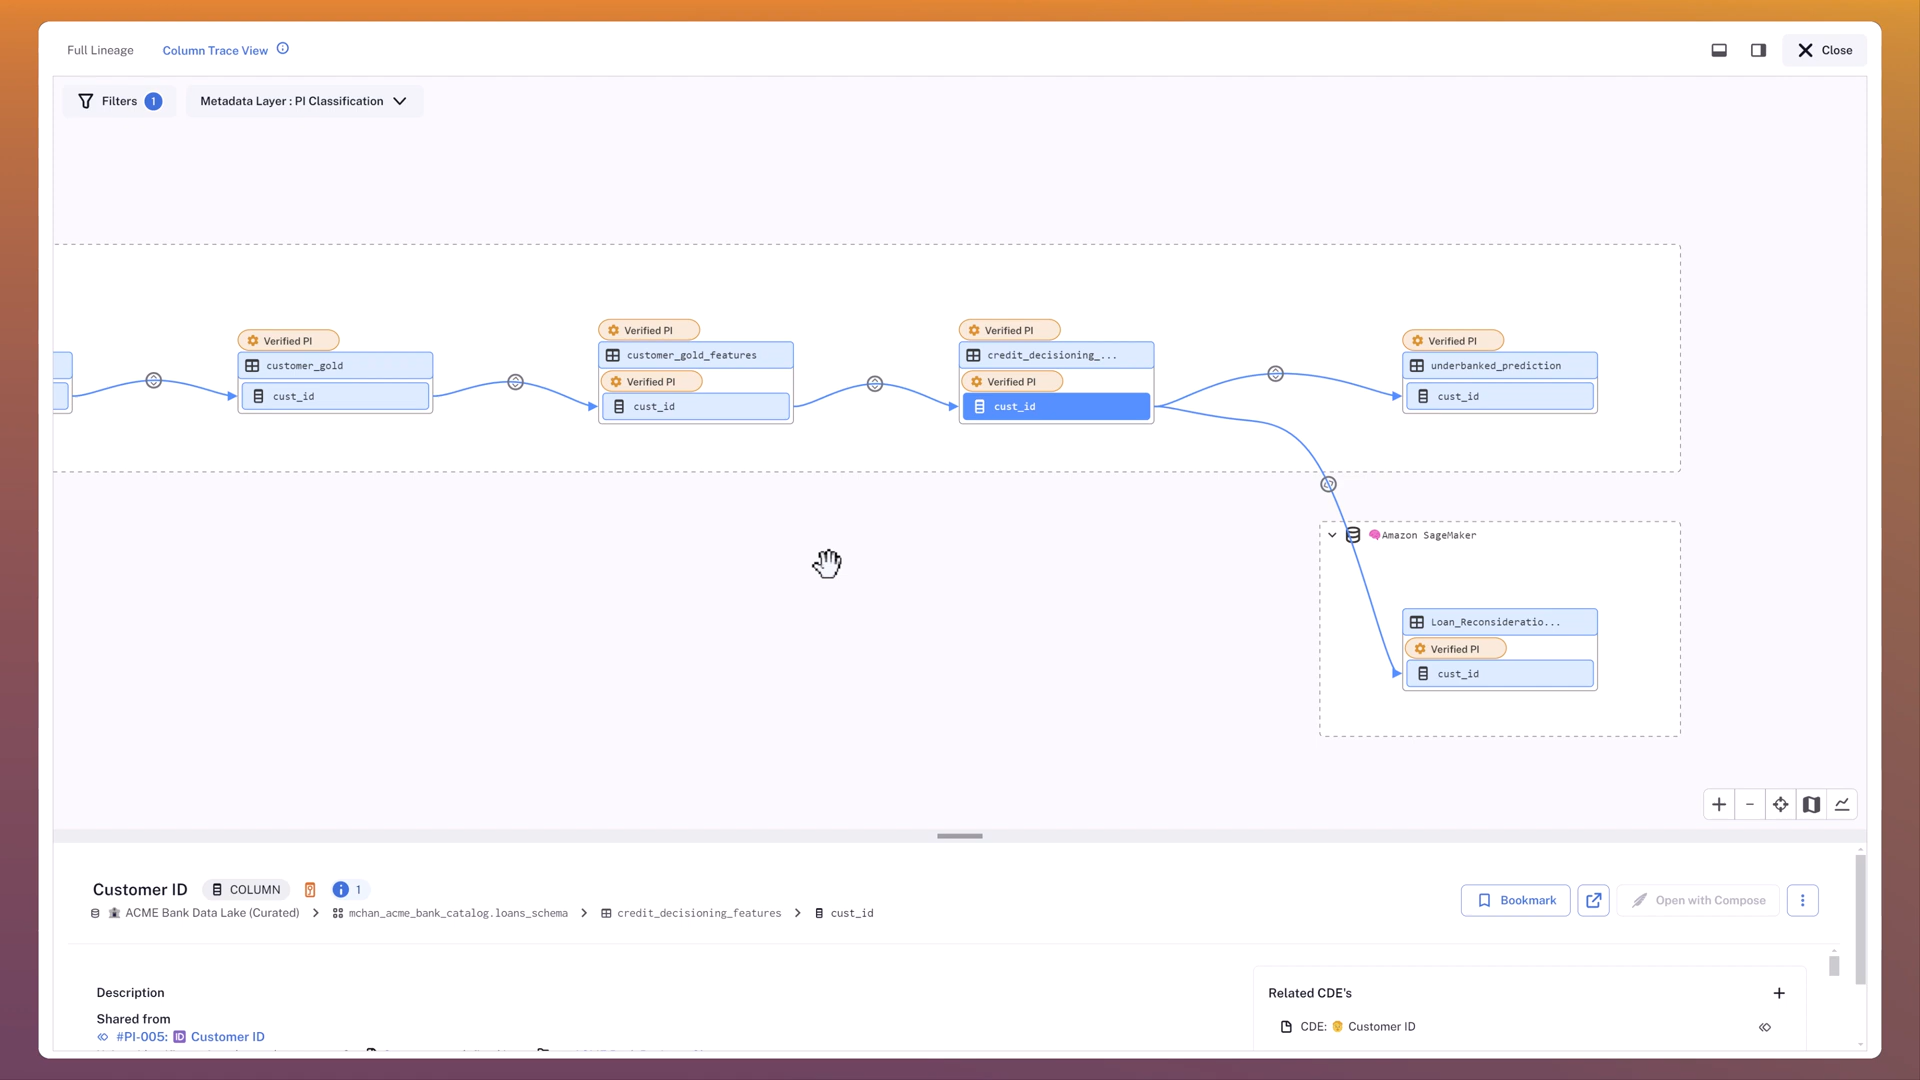 Full Lineage
Column Trace View
Close
Filters 1
Metadata Layer : PI Classification
Verified PI
customer_gold
cust_id
Verified PI
customer_gold_features
Verified PI
cust_id
Verified PI
credit_decisioning_...
Verified PI
cust_id
Verified PI
underbanked_prediction
cust_id
Amazon SageMaker
Loan_Reconsideratio...
Verified PI
cust_id
Customer ID COLUMN 1
ACME Bank Data Lake (Curated) mchan_acme_bank_catalog.loans_schema credit_decisioning_features cust_id
Bookmark
Open with Compose
Description
Shared from
#PI-005: ID Customer ID
Related CDE's
CDE: Customer ID